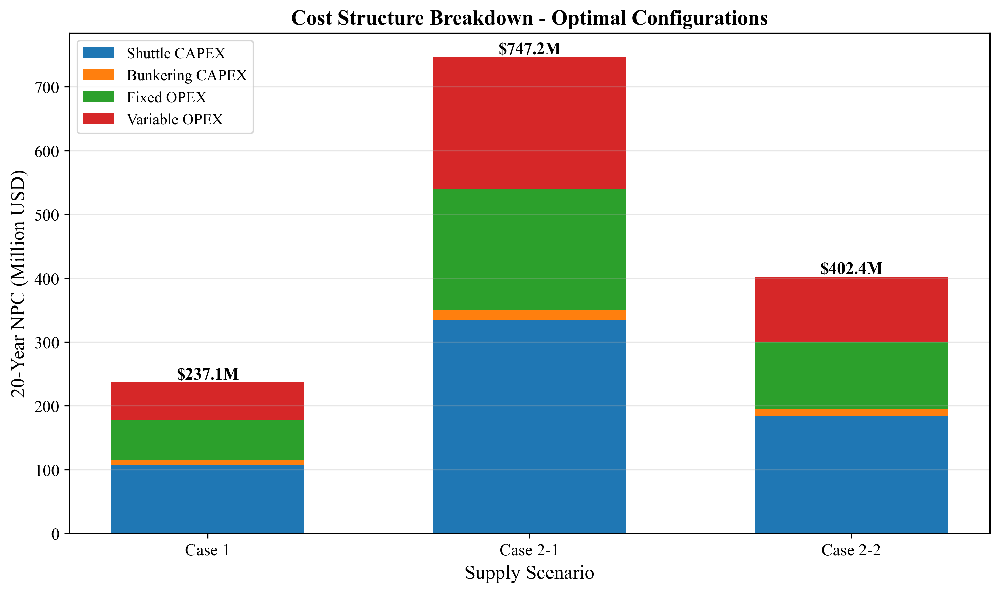 Cost Structure Breakdown - Optimal Configurations
Shuttle CAPEX
Bunkering CAPEX
Fixed OPEX
Variable OPEX
$747.2M
$402.4M
$237.1M
700
600
500
400
300
200
100
0
20-Year NPC (Million USD)
Case 1
Case 2-1
Case 2-2
Supply Scenario